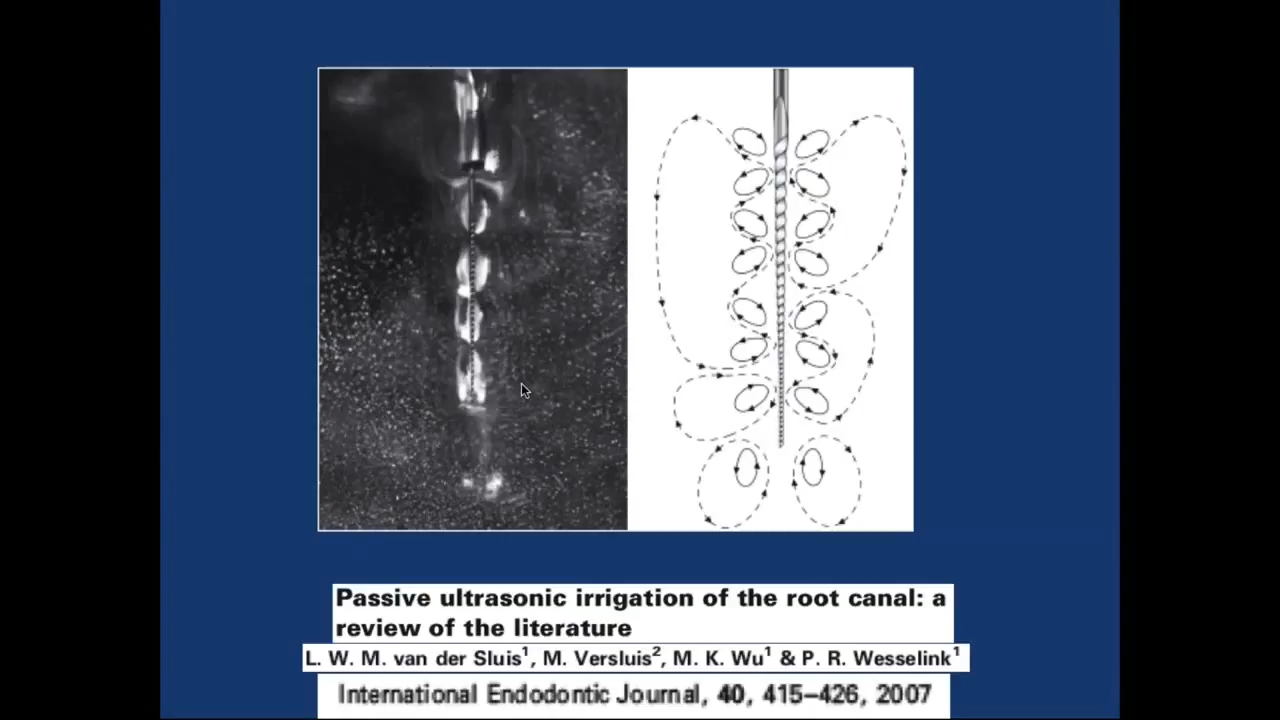 Passive ultrasonic irrigation of the root canal: a
review of the literature
L. W. M. van der Sluis¹, M. Versluis², M. K. Wu¹ & P. R. Wesselink¹
International Endodontic Journal, 40, 415–426, 2007